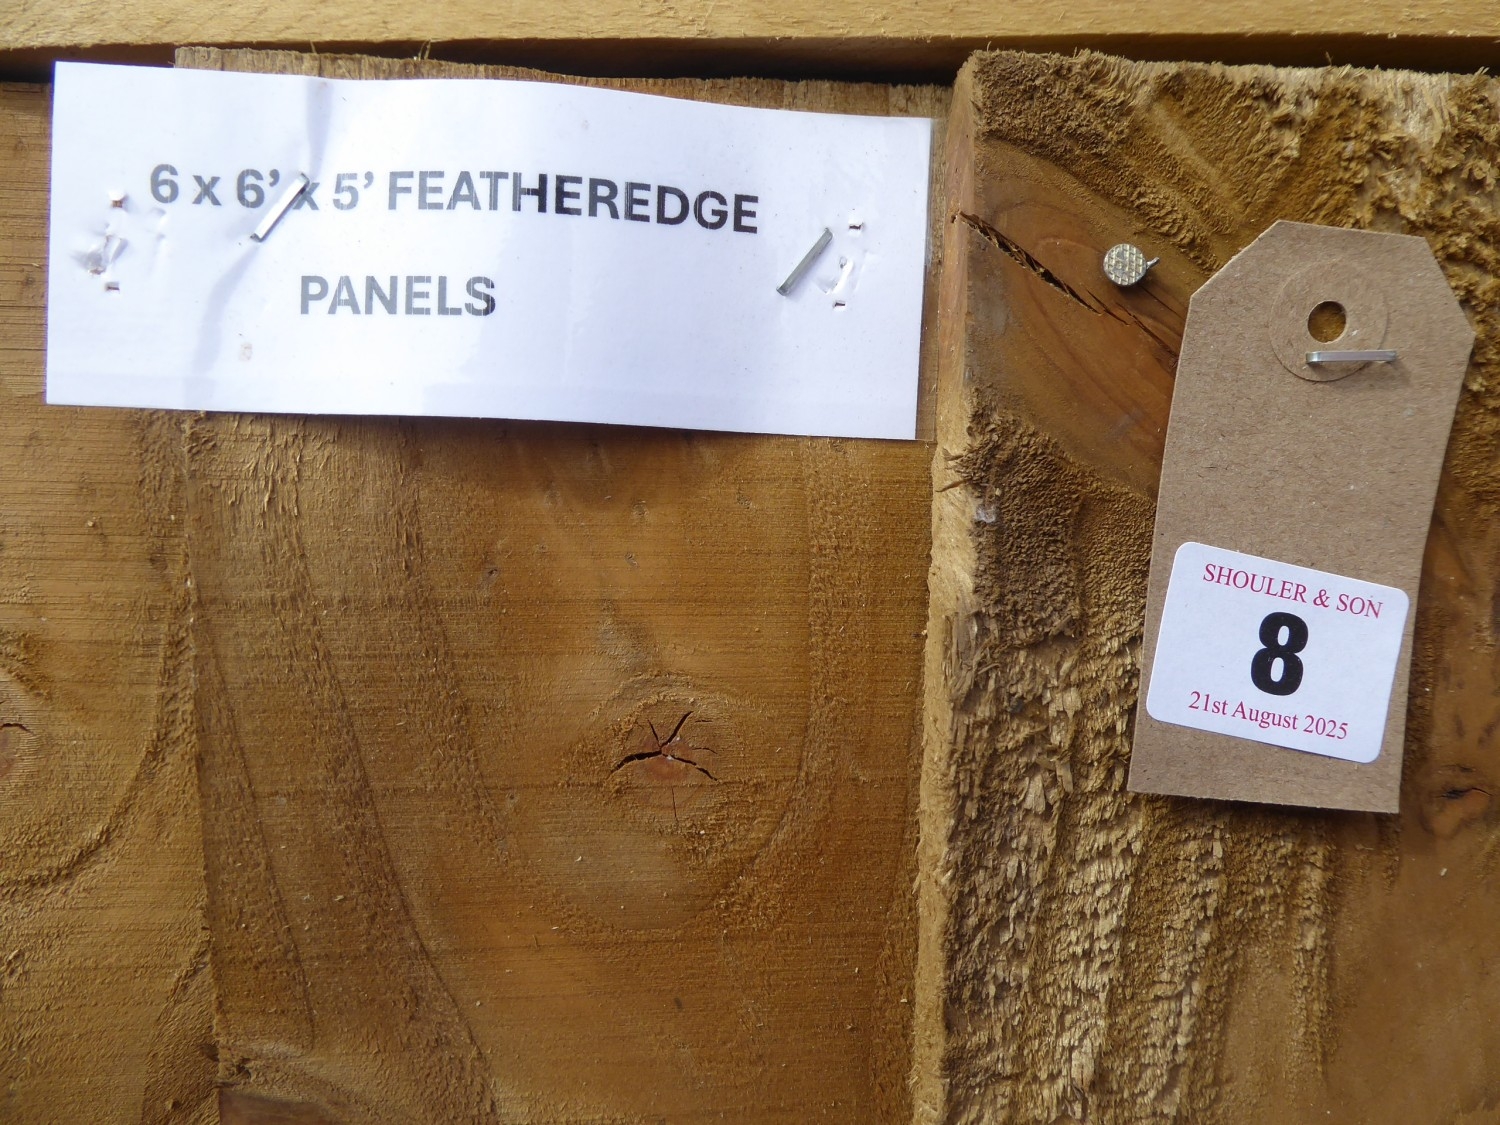 6 x 6’ x 5’ FEATHEREDGE
PANELS
SHOULER & SON
8
21st August 2025